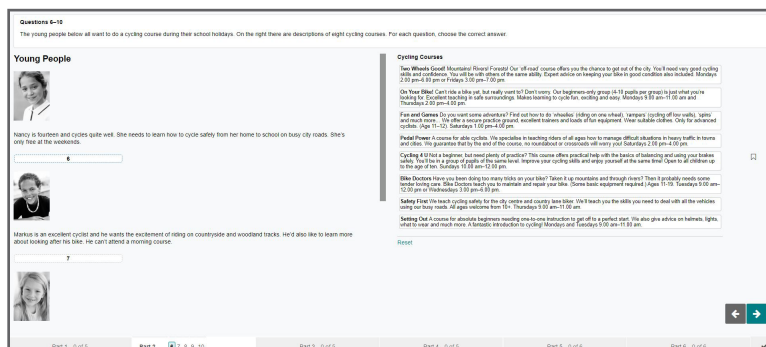 Questions 6–10
The young people below all want to do a cycling course during their school holidays. On the right there are descriptions of eight cycling courses. For each question, choose the correct answer.
Young People
Nancy is fourteen and cycles quite well. She needs to learn how to cycle safely from her home to school on busy city roads. She's
only free at the weekends.
6
Markus is an excellent cyclist and he wants the excitement of riding on countryside and woodland tracks. He'd also like to learn more
about looking after his bike. He can't attend a morning course.
7
Cycling Courses
Two Wheels Good! Mountains! Rivers! Forests! Our 'off-road' course offers you the chance to get out of the city. You'll need very good cycling
skills and confidence. You will be with others of the same ability. Expert advice on keeping your bike in good condition also included. Mondays
2.00 pm–6.00 pm or Fridays 3.00 pm–7.00 pm
On Your Bike! Can't ride a bike yet, but really want to? Don't worry. Our beginners-only group (4-10 pupils per group) is just what you're
looking for. Excellent teaching in safe surroundings. Makes learning to cycle fun, exciting and easy. Mondays 9.00 am–11.00 am and
Thursdays 2.00 pm–4.00 pm.
Fun and Games Do you want some adventure? Find out how to do 'wheelies' (riding on one wheel), 'rampars' (cycling off low walls), 'spins'
and much more... We offer a secure practice ground, excellent trainers and loads of fun equipment. Wear suitable clothes. Only for advanced
cyclists. (Age 11–12). Saturdays 1.00 pm–4.00 pm.
Pedal Power A course for able cyclists. We specialise in teaching riders of all ages how to manage difficult situations in heavy traffic in towns
and cities. We guarantee that by the end of the course, no roundabout or crossroads will worry you! Saturdays 2.00 pm–4.00 pm.
Cycling 4 U Not a beginner, but need plenty of practice? This course offers practical help with the basics of balancing and using your brakes
safely. You'll be in a group of pupils of the same level. Improve your cycling skills and enjoy yourself at the same time! Open to all children up
to the age of ten. Sundays 10.00 am–12.00 pm.
Bike Doctors Have you been doing too many tricks on your bike? Taken it up mountains and through rivers? Then it probably needs some
tender loving care. Bike Doctors teach you to maintain and repair your bike. (Some basic equipment required.) Ages 11-19. Tuesdays 9.00 am–
12.00 pm or Wednesdays 3.00 pm–6.00 pm.
Safety First We teach cycling safely for the city centre and country lane biker. We'll teach you the skills you need to deal with all the vehicles
using our busy roads. All ages welcome from 10+. Thursdays 9.00 am–11.00 am.
Setting Out A course for absolute beginners needing one-to-one instruction to get off to a perfect start. We also give advice on helmets, lights,
what to wear and much more. A fantastic introduction to cycling! Mondays and Tuesdays 9.00 am–11.00 am.
Reset
Part 1 0 of 5 Part 2 6 7 8 9 10 Part 3 0 of 5 Part 4 0 of 5 Part 5 0 of 6 Part 6 0 of 6